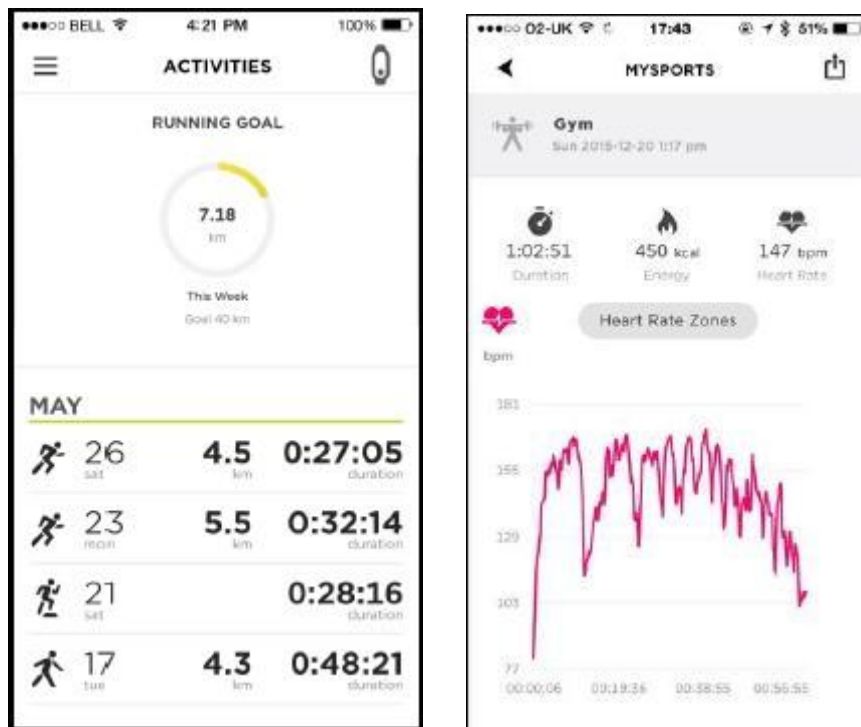 BELL 4:21 PM 100%
ACTIVITIES
RUNNING GOAL
7.18
km
This Week
Goal 40 km
MAY
26 4.5 0:27:05
sat km duration
23 5.5 0:32:14
mon km duration
21 0:28:16
sat duration
17 4.3 0:48:21
tue km duration
O2-UK 17:43 51%
MYSPORTS
Gym
Sun 2015-12-20 1:17 pm
1:02:51 450 kcal 147 bpm
Duration Energy Heart Rate
Heart Rate Zones
bpm
181
155
129
103
77
00:00:06 00:19:36 00:38:55 00:56:55